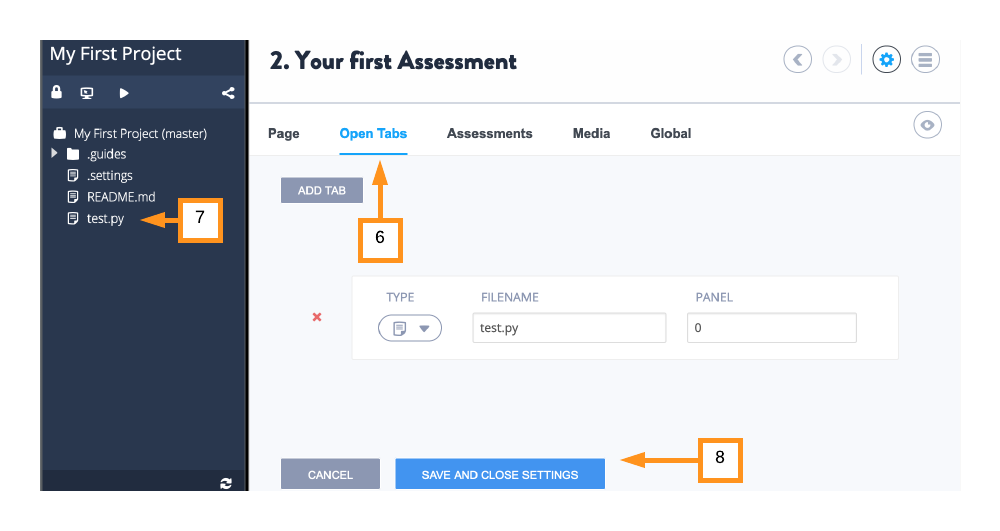 My First Project
My First Project (master)
.guides
.settings
README.md
test.py
7
2. Your first Assessment
Page
Open Tabs
Assessments
Media
Global
ADD TAB
6
TYPE
FILENAME
PANEL
test.py
0
CANCEL
SAVE AND CLOSE SETTINGS
8